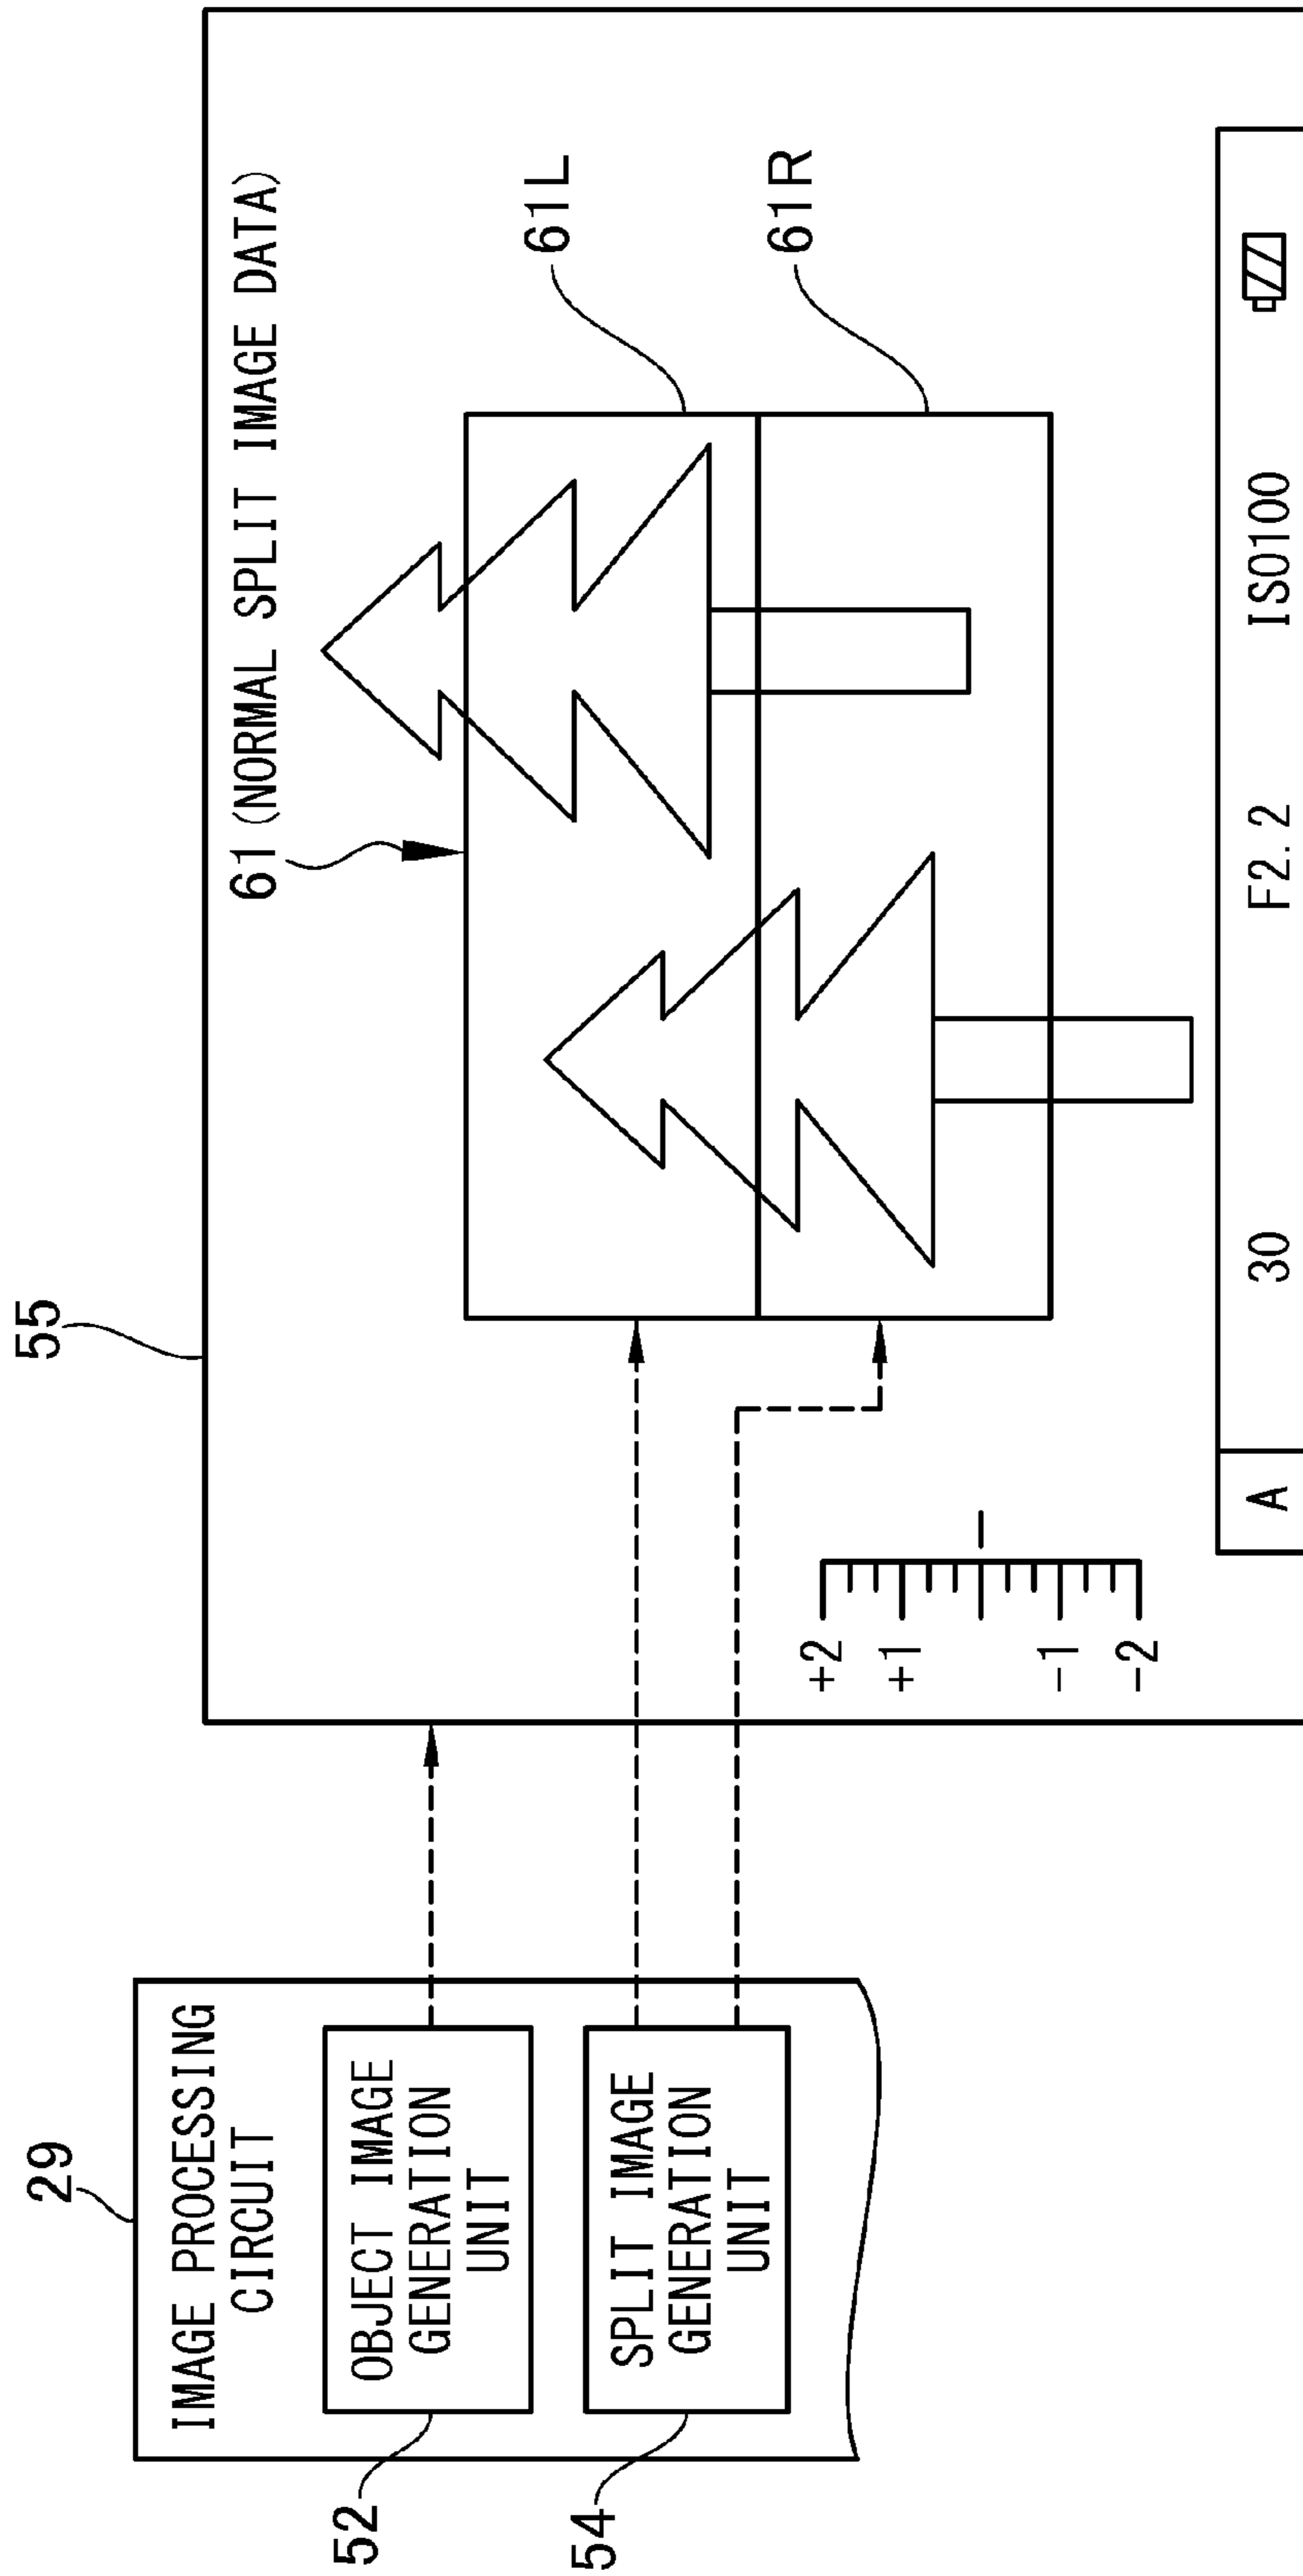 29
IMAGE PROCESSING
CIRCUIT
52
OBJECT IMAGE
GENERATION
UNIT
54
SPLIT IMAGE
GENERATION
UNIT
55
61 (NORMAL SPLIT IMAGE DATA)
61L
61R
+2
+1
-1
-2
A 30 F2.2 ISO100